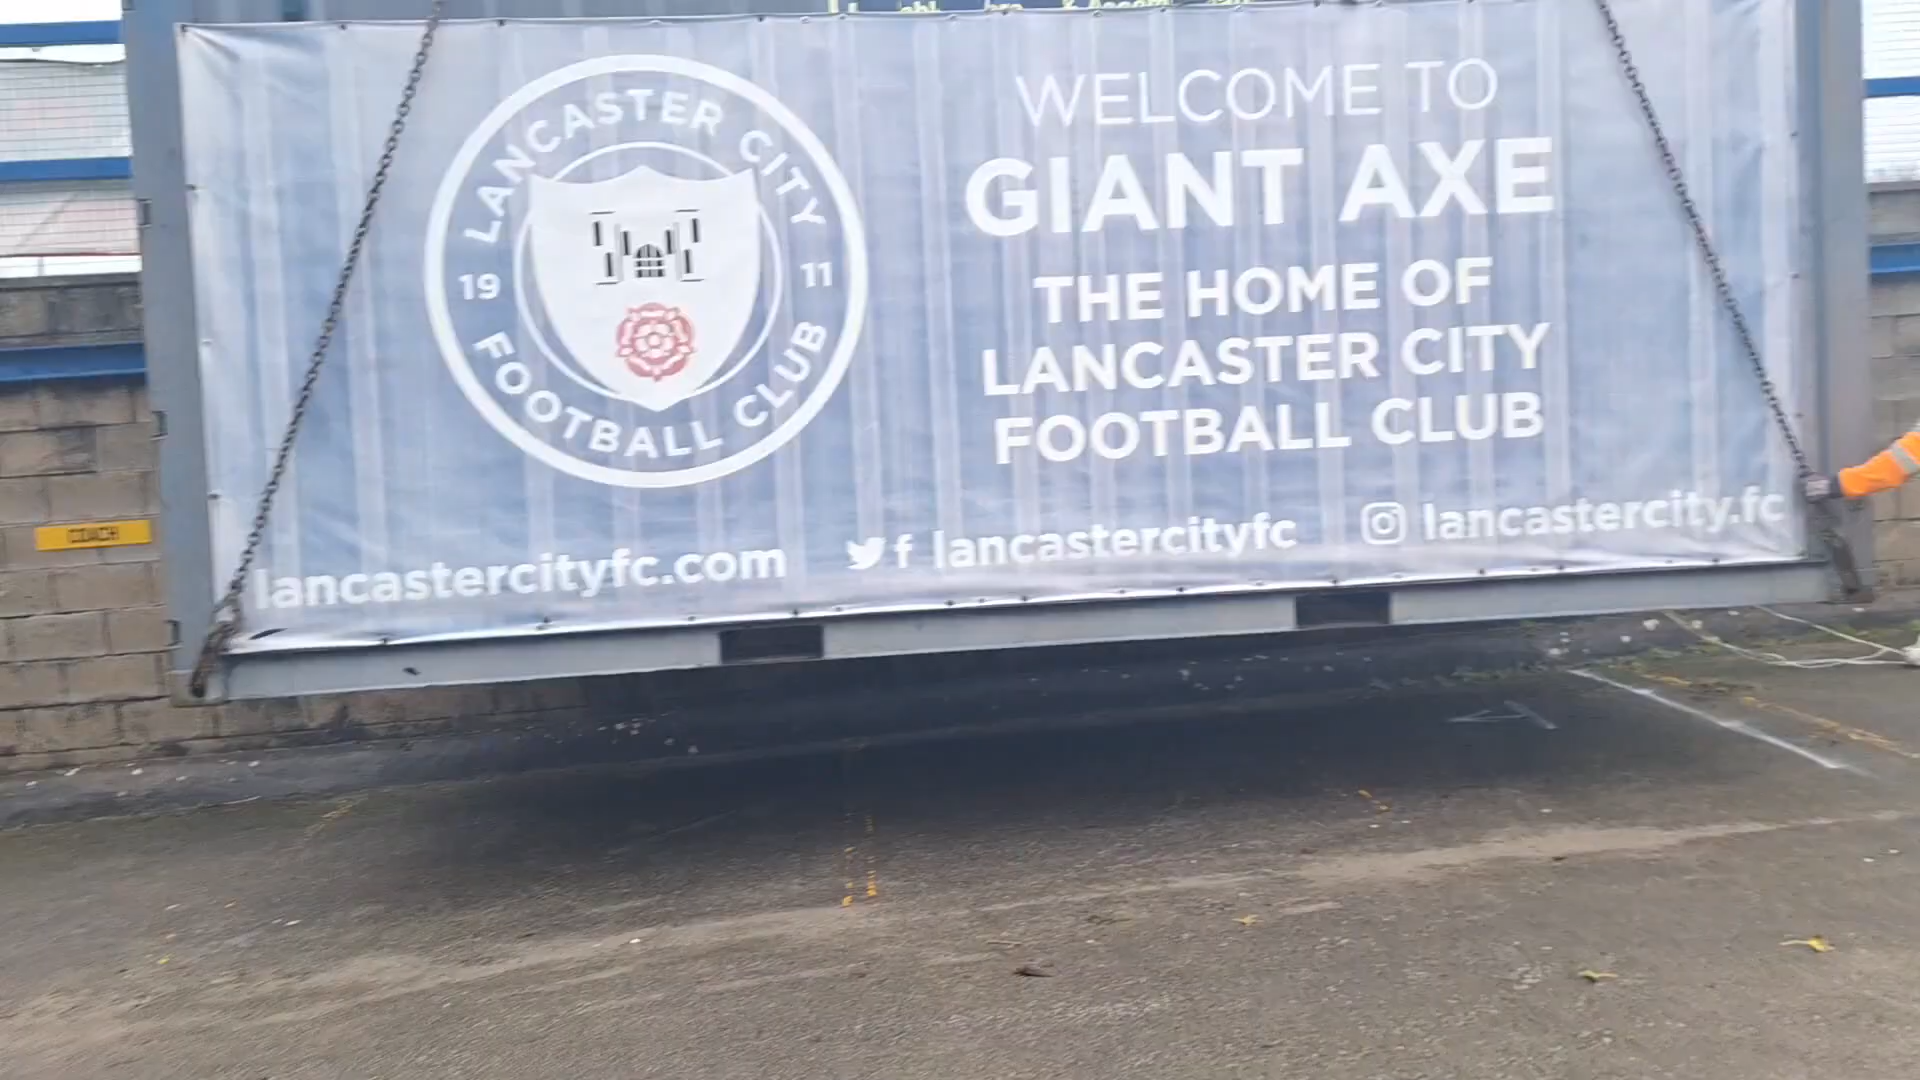 LANCASTER CITY
19 11
FOOTBALL CLUB
WELCOME TO
GIANT AXE
THE HOME OF
LANCASTER CITY
FOOTBALL CLUB
lancastercityfc.com
f lancastercityfc
lancastercity.fc
COACH